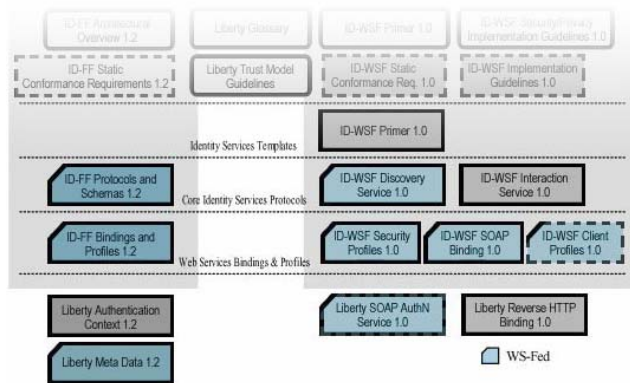 ID-FF Architectural
Overview 1.2
Liberty Glossary
ID-WSF Primer 1.0
ID-WSF Security/Privacy
Implementation Guidelines 1.0
ID-FF Static
Conformance Requirements 1.2
Liberty Trust Model
Guidelines
ID-WSF Static
Conformance Req. 1.0
ID-WSF Implementation
Guidelines 1.0
ID-WSF Primer 1.0
Identity Services Templates
ID-FF Protocols and
Schemas 1.2
ID-WSF Discovery
Service 1.0
ID-WSF Interaction
Service 1.0
Core Identity Services Protocols
ID-FF Bindings and
Profiles 1.2
ID-WSF Security
Profiles 1.0
ID-WSF SOAP
Binding 1.0
ID-WSF Client
Profiles 1.0
Web Services Bindings & Profiles
Liberty Authentication
Context 1.2
Liberty SOAP AuthN
Service 1.0
Liberty Reverse HTTP
Binding 1.0
Liberty Meta Data 1.2
WS-Fed